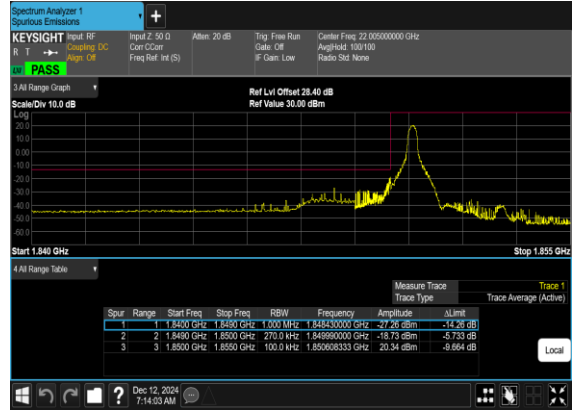 Spectrum Analyzer 1
Spurious Emissions
KEYSIGHT Input: RF Input Z: 50 Ω Atten: 20 dB Trig: Free Run Center Freq: 22.005000000 GHz
R T Coupling: DC Corr CCorr Gate: Off Avg|Hold: 100/100
Align: Off Freq Ref: Int (S) IF Gain: Low Radio Std: None
PASS
3 All Range Graph
Ref Lvl Offset 28.40 dB
Scale/Div 10.0 dB Ref Value 30.00 dBm
Log
20.0
10.0
0.00
-10.0
-20.0
-30.0
-40.0
-50.0
-60.0
Start 1.840 GHz Stop 1.855 GHz
4 All Range Table
Measure Trace Trace 1
Trace Type Trace Average (Active)
Spur Range Start Freq Stop Freq RBW Frequency Amplitude ΔLimit
1 1 1.8400 GHz 1.8490 GHz 1.000 MHz 1.848430000 GHz -27.26 dBm -14.26 dB
2 2 1.8490 GHz 1.8500 GHz 270.0 kHz 1.849990000 GHz -18.73 dBm -5.733 dB
3 3 1.8500 GHz 1.8550 GHz 100.0 kHz 1.850608333 GHz 20.34 dBm -9.664 dB
Local
Dec 12, 2024
7:14:03 AM